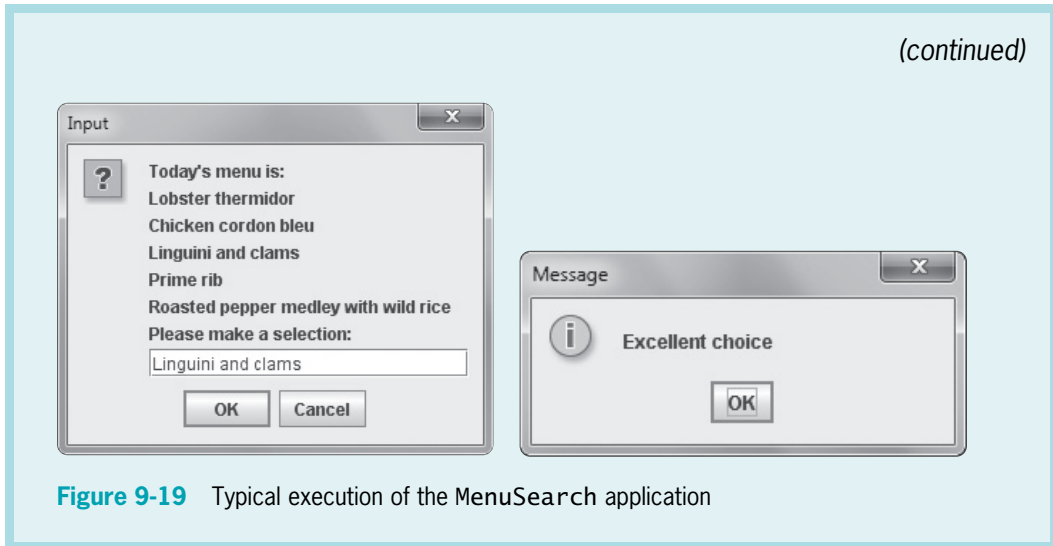 (continued)
Input
X
?
Today's menu is:
Lobster thermidor
Chicken cordon bleu
Linguini and clams
Prime rib
Roasted pepper medley with wild rice
Please make a selection:
Linguini and clams
OK Cancel
Message
X
i
Excellent choice
OK
Figure 9-19 Typical execution of the MenuSearch application